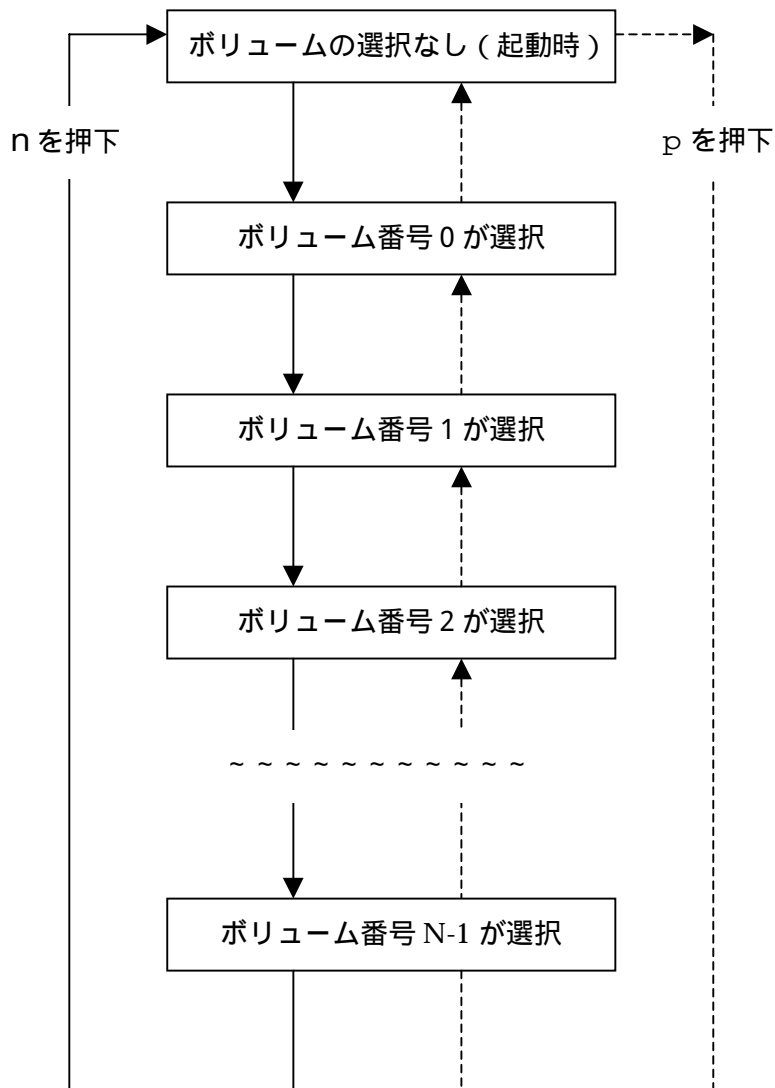 ボリュームの選択なし ( 起動時 )
n を押下
p を押下
ボリューム番号 0 が選択
ボリューム番号 1 が選択
ボリューム番号 2 が選択
~ ~ ~ ~ ~ ~ ~ ~ ~ ~ ~
ボリューム番号 N-1 が選択